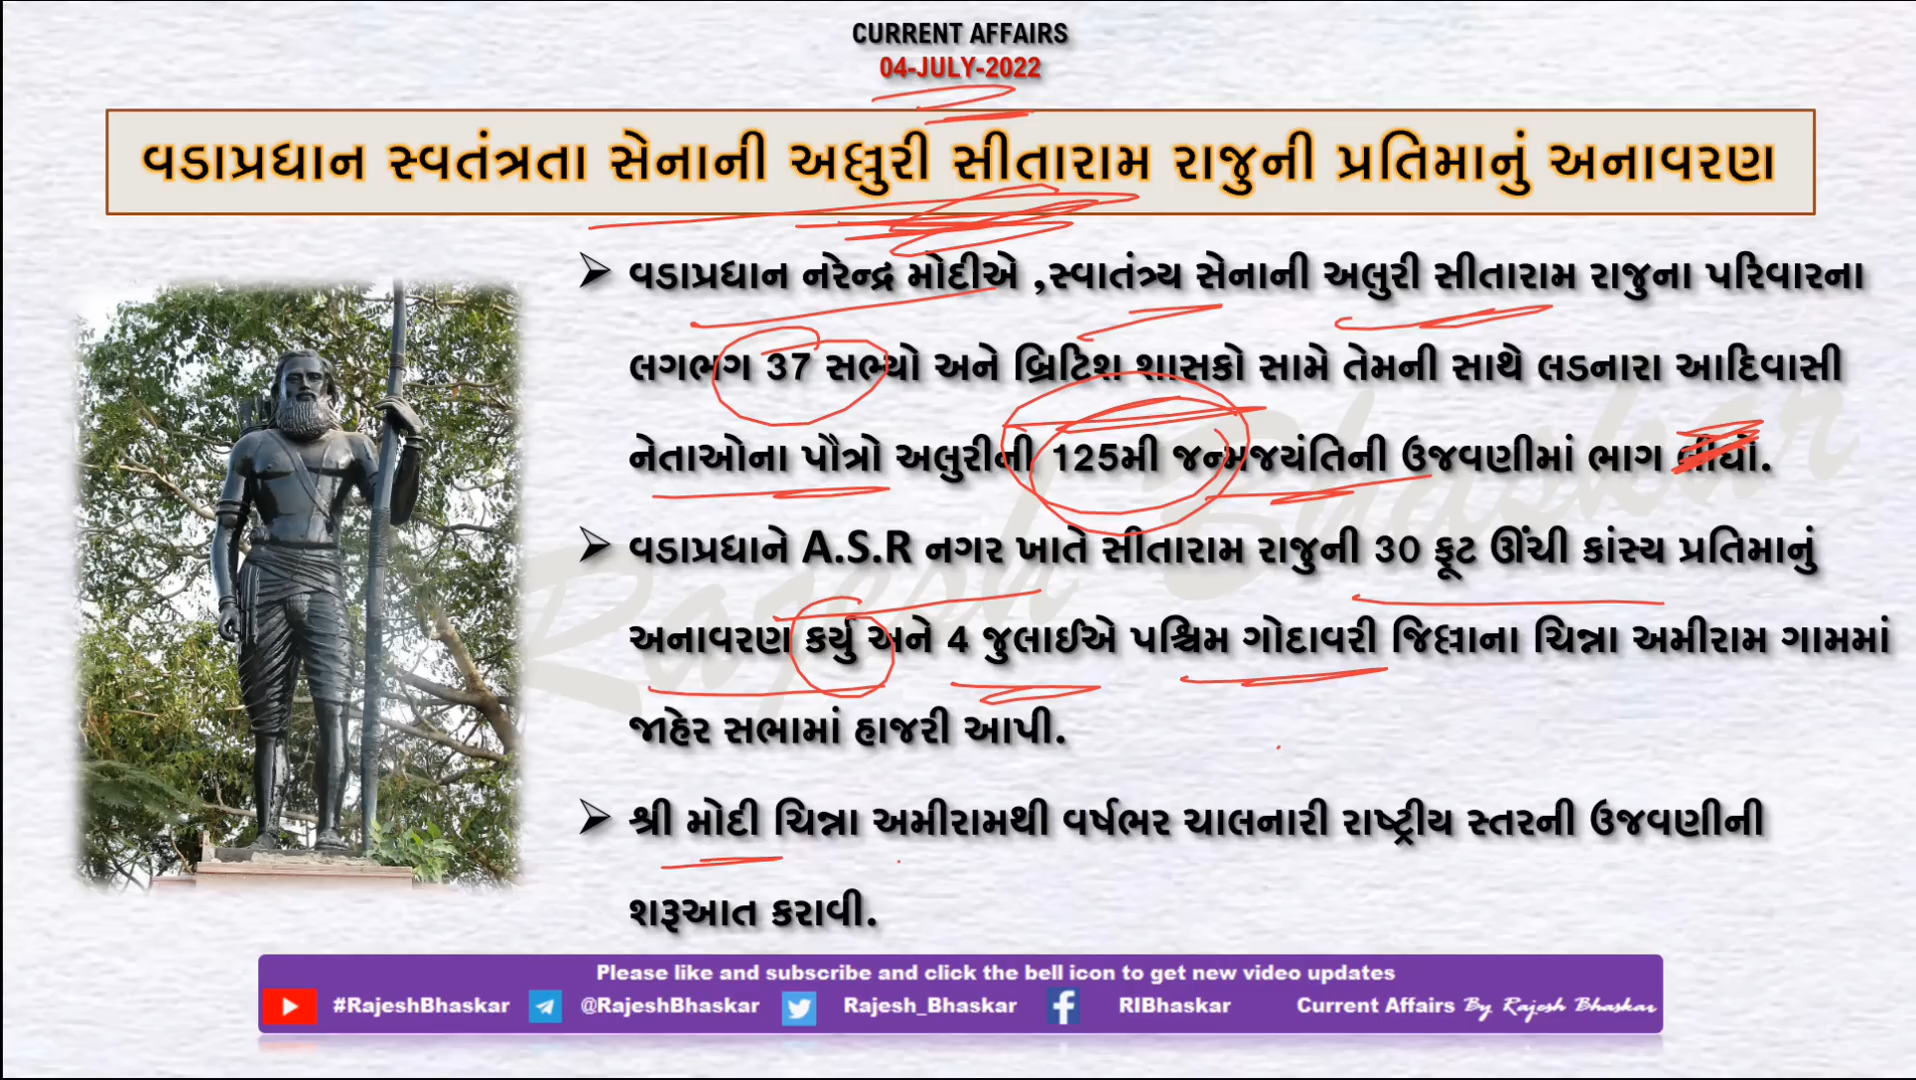 CURRENT AFFAIRS
04-JULY-2022
વડાપ્રધાન સ્વતંત્રતા સેનાની અલ્લુરી સીતારામ રાજુની પ્રતિમાનું અનાવરણ
➢ વડાપ્રધાન નરેન્દ્ર મોદીએ ,સ્વાતંત્ર્ય સેનાની અલુરી સીતારામ રાજુના પરિવારના
લગભગ 37 સભ્યો અને બ્રિટિશ શાસકો સામે તેમની સાથે લડનારા આદિવાસી
નેતાઓના પૌત્રો અલુરીની 125મી જન્મજયંતિની ઉજવણીમાં ભાગ લીધો.
➢ વડાપ્રધાને A.S.R નગર ખાતે સીતારામ રાજુની 30 ફૂટ ઊંચી કાંસ્ય પ્રતિમાનું
અનાવરણ કર્યુ અને 4 જુલાઈએ પશ્ચિમ ગોદાવરી જિલ્લાના ચિન્ના અમીરામ ગામમાં
જાહેર સભામાં હાજરી આપી.
➢ શ્રી મોદી ચિન્ના અમીરામથી વર્ષભર ચાલનારી રાષ્ટ્રીય સ્તરની ઉજવણીની
શરૂઆત કરાવી.
Rajesh Bhaskar
Please like and subscribe and click the bell icon to get new video updates
#RajeshBhaskar @RajeshBhaskar Rajesh_Bhaskar RIBhaskar Current Affairs By Rajesh Bhaskar